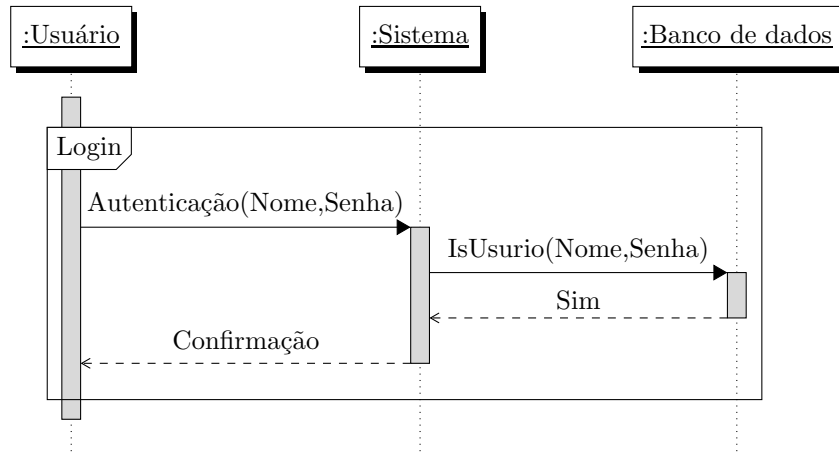 :Usuário
:Sistema
:Banco de dados
Login
Autenticação(Nome,Senha)
IsUsurio(Nome,Senha)
Sim
Confirmação